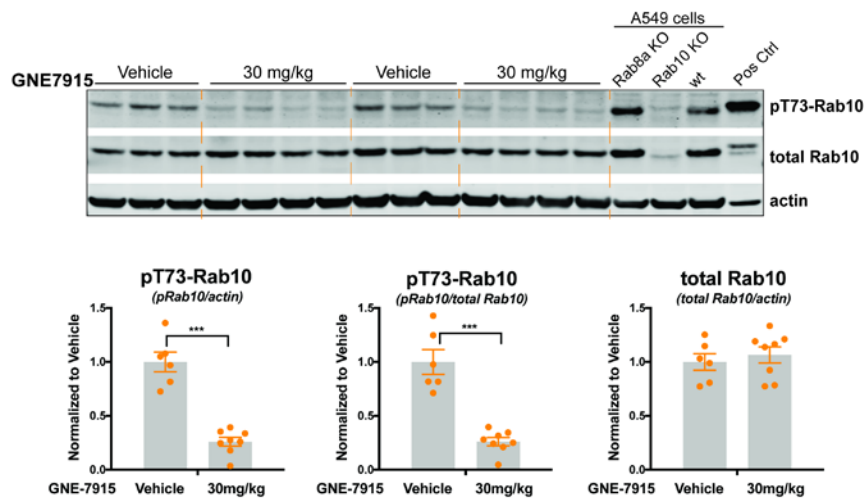 A549 cells
GNE7915 Vehicle 30 mg/kg Vehicle 30 mg/kg Rab8a KO Rab10 KO wt Pos Ctrl
pT73-Rab10
total Rab10
actin
pT73-Rab10
(pRab10/actin)
Normalized to Vehicle
1.5
1.0
0.5
0.0
***
GNE-7915 Vehicle 30mg/kg
pT73-Rab10
(pRab10/total Rab10)
Normalized to Vehicle
1.5
1.0
0.5
0.0
***
GNE-7915 Vehicle 30mg/kg
total Rab10
(total Rab10/actin)
Normalized to Vehicle
1.5
1.0
0.5
0.0
GNE-7915 Vehicle 30mg/kg